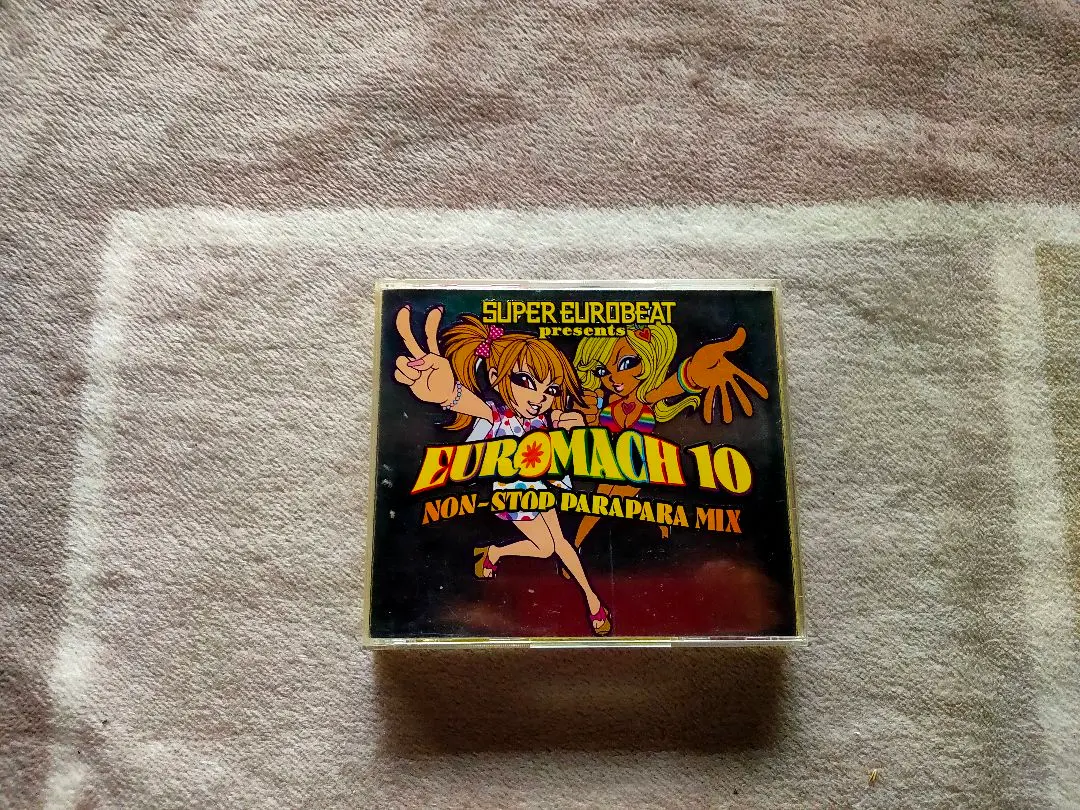 SUPER EUROBEAT
presents
EUROMACH 10
NON-STOP PARAPARA MIX